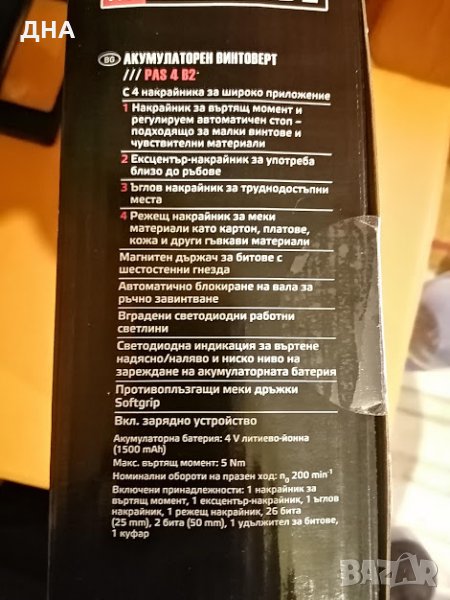 ДНА
BG АКУМУЛАТОРЕН ВИНТОВЕРТ
/// PAS 4 B2
С 4 накрайника за широко приложение
1 Накрайник за въртящ момент и
регулируем автоматичен стоп –
подходящо за малки винтове и
чувствителни материали
2 Ексцентър-накрайник за употреба
близо до ръбове
3 Ъглов накрайник за труднодостъпни
места
4 Режещ накрайник за меки
материали като картон, платове,
кожа и други гъвкави материали
Магнитен държач за битове с
шестостенни гнезда
Автоматично блокиране на вала за
ръчно завинтване
Вградени светодиодни работни
светлини
Светодиодна индикация за въртене
надясно/наляво и ниско ниво на
зареждане на акумулаторната батерия
Противоплъзгащи меки дръжки
Softgrip
Вкл. зарядно устройство
Акумулаторна батерия: 4 V литиево-йонна
(1500 mAh)
Макс. въртящ момент: 5 Nm
Номинални обороти на празен ход: n₀ 200 min⁻¹
Включени принадлежности: 1 накрайник за
въртящ момент, 1 ексцентър-накрайник, 1 ъглов
накрайник, 1 режещ накрайник, 26 бита
(25 mm), 2 бита (50 mm), 1 удължител за битове,
1 куфар
BAZAR